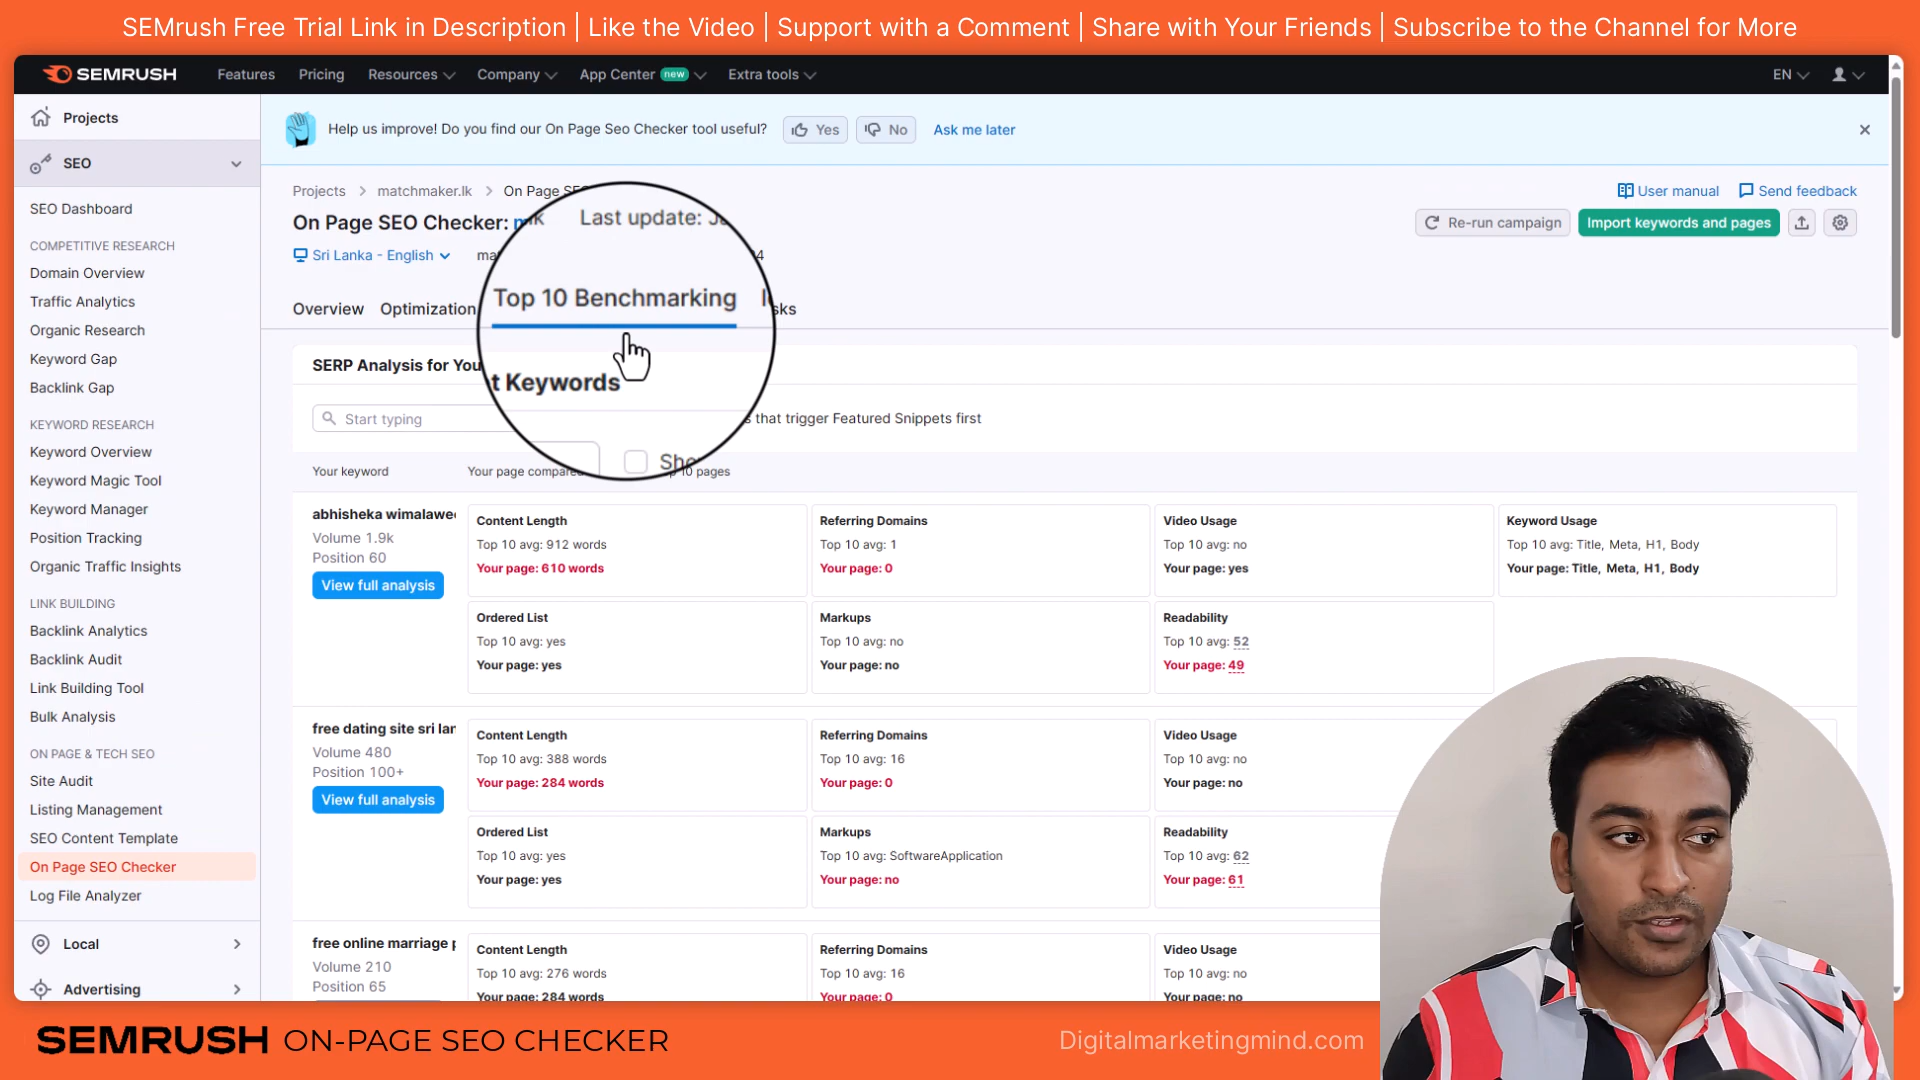 SEMrush Free Trial Link in Description | Like the Video | Support with a Comment | Share with Your Friends | Subscribe to the Channel for More
SEMRUSH Features Pricing Resources Company App Center new Extra tools EN
Projects
SEO
SEO Dashboard
COMPETITIVE RESEARCH
Domain Overview
Traffic Analytics
Organic Research
Keyword Gap
Backlink Gap
KEYWORD RESEARCH
Keyword Overview
Keyword Magic Tool
Keyword Manager
Position Tracking
Organic Traffic Insights
LINK BUILDING
Backlink Analytics
Backlink Audit
Link Building Tool
Bulk Analysis
ON PAGE & TECH SEO
Site Audit
Listing Management
SEO Content Template
On Page SEO Checker
Log File Analyzer
Local
Advertising
Help us improve! Do you find our On Page Seo Checker tool useful? Yes No Ask me later
Projects > matchmaker.lk > On Page
User manual Send feedback
On Page SEO Checker:
Last update:
Re-run campaign Import keywords and pages
Sri Lanka - English
Overview Optimization Top 10 Benchmarking
SERP Analysis for You
t Keywords
Start typing
that trigger Featured Snippets first
Your keyword Your page compared 10 pages
abhisheka wimalawe
Volume 1.9k
Position 60
View full analysis
Content Length
Top 10 avg: 912 words
Your page: 610 words
Referring Domains
Top 10 avg: 1
Your page: 0
Video Usage
Top 10 avg: no
Your page: yes
Keyword Usage
Top 10 avg: Title, Meta, H1, Body
Your page: Title, Meta, H1, Body
Ordered List
Top 10 avg: yes
Your page: yes
Markups
Top 10 avg: no
Your page: no
Readability
Top 10 avg: 52
Your page: 49
free dating site sri lan
Volume 480
Position 100+
View full analysis
Content Length
Top 10 avg: 388 words
Your page: 284 words
Referring Domains
Top 10 avg: 16
Your page: 0
Video Usage
Top 10 avg: no
Your page: no
Ordered List
Top 10 avg: yes
Your page: yes
Markups
Top 10 avg: SoftwareApplication
Your page: no
Readability
Top 10 avg: 62
Your page: 61
free online marriage p
Volume 210
Position 65
Content Length
Top 10 avg: 276 words
Your page: 284 words
Referring Domains
Top 10 avg: 16
Your page: 0
Video Usage
Top 10 avg: no
Your page: no
SEMRUSH ON-PAGE SEO CHECKER
Digitalmarketingmind.com